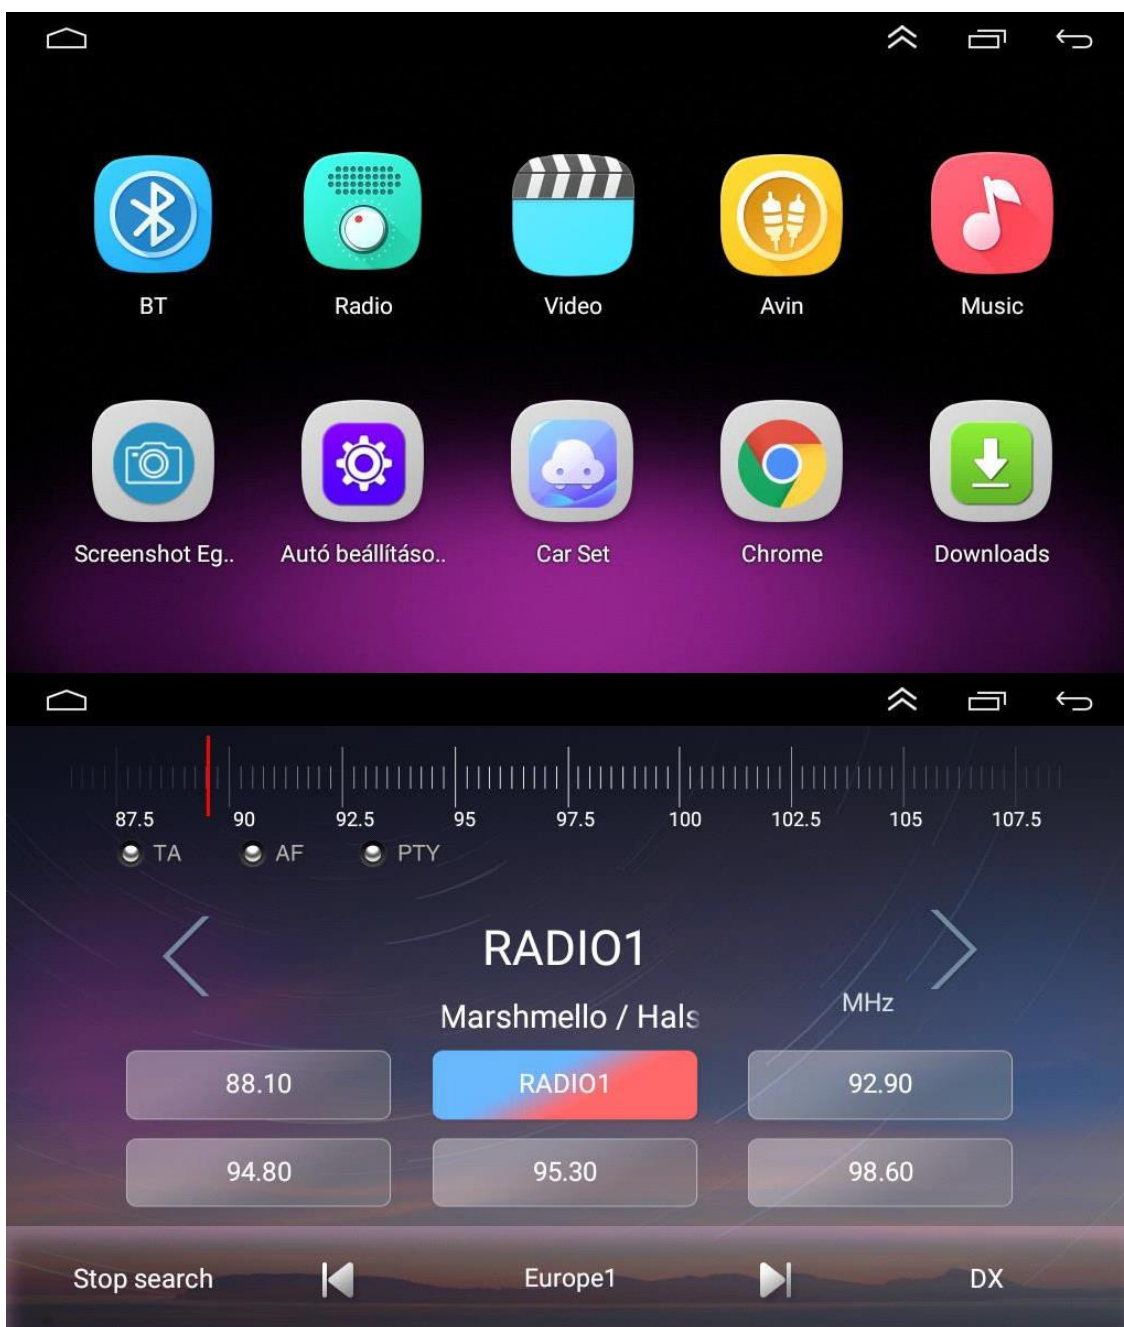 BT Radio Video Avin Music
Screenshot Eg.. Autó beállításo.. Car Set Chrome Downloads
87.5 90 92.5 95 97.5 100 102.5 105 107.5
TA AF PTY
RADIO1
Marshmello / Hals
MHz
88.10 RADIO1 92.90
94.80 95.30 98.60
Stop search Europe1 DX